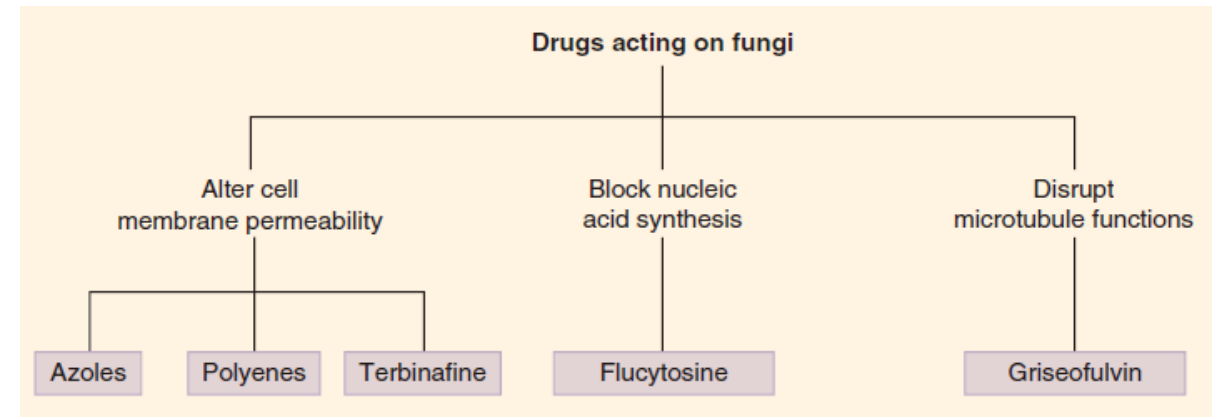 Drugs acting on fungi
Alter cell
membrane permeability
Block nucleic
acid synthesis
Disrupt
microtubule functions
Azoles
Polyenes
Terbinafine
Flucytosine
Griseofulvin